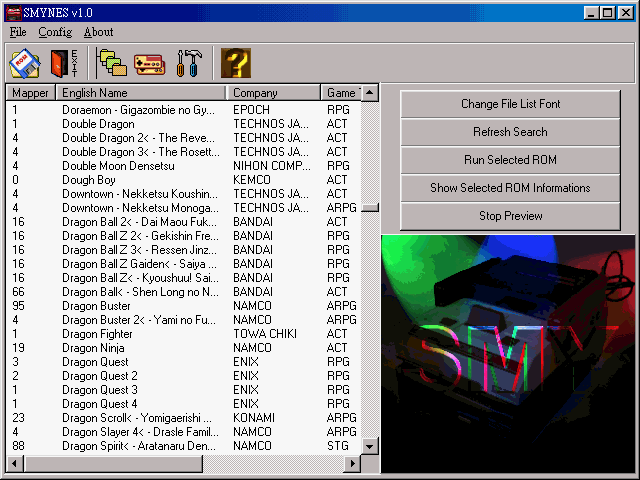 SMYNES v1.0
File Config About
ROM EXIT ?
Mapper English Name Company Game
1 Doraemon - Gigazombie no Gy... EPOCH RPG
1 Double Dragon TECHNOS JA... ACT
4 Double Dragon 2< - The Reve... TECHNOS JA... ACT
4 Double Dragon 3< - The Rosett... TECHNOS JA... ACT
4 Double Moon Densetsu NIHON COMP... RPG
0 Dough Boy KEMCO ACT
4 Downtown - Nekketsu Koushin... TECHNOS JA... ACT
4 Downtown - Nekketsu Monoga... TECHNOS JA... ARPG
16 Dragon Ball 2< - Dai Maou Fuk... BANDAI ACT
16 Dragon Ball Z 2< - Gekishin Fre... BANDAI RPG
16 Dragon Ball Z 3< - Ressen Jinz... BANDAI RPG
16 Dragon Ball Z Gaiden< - Saiya ... BANDAI RPG
16 Dragon Ball Z< - Kyoushuu! Sai... BANDAI RPG
66 Dragon Ball< - Shen Long no N... BANDAI ACT
95 Dragon Buster NAMCO ARPG
4 Dragon Buster 2< - Yami no Fu... NAMCO ARPG
1 Dragon Fighter TOWA CHIKI ACT
19 Dragon Ninja NAMCO ACT
3 Dragon Quest ENIX RPG
2 Dragon Quest 2 ENIX RPG
1 Dragon Quest 3 ENIX RPG
1 Dragon Quest 4 ENIX RPG
23 Dragon Scroll< - Yomigaerishi ... KONAMI ARPG
4 Dragon Slayer 4< - Drasle Famil... NAMCO ARPG
88 Dragon Spirit< - Aratanaru Den... NAMCO STG
Change File List Font
Refresh Search
Run Selected ROM
Show Selected ROM Informations
Stop Preview
SMY